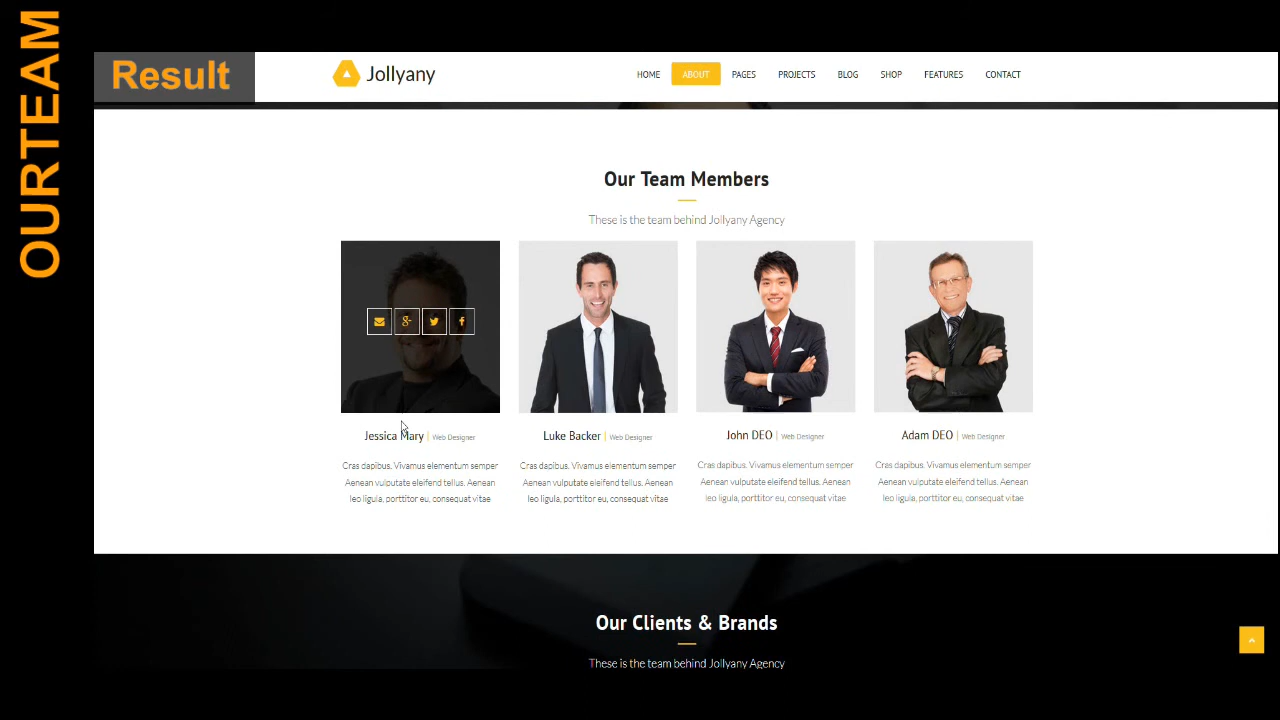 OURTEAM
Result
Jollyany
HOME ABOUT PAGES PROJECTS BLOG SHOP FEATURES CONTACT
Our Team Members
These is the team behind Jollyany Agency
Jessica Mary | Web Designer
Cras dapibus. Vivamus elementum semper
Aenean vulputate eleifend tellus. Aenean
leo ligula, porttitor eu, consequat vitae
Luke Backer | Web Designer
Cras dapibus. Vivamus elementum semper
Aenean vulputate eleifend tellus. Aenean
leo ligula, porttitor eu, consequat vitae
John DEO | Web Designer
Cras dapibus. Vivamus elementum semper
Aenean vulputate eleifend tellus. Aenean
leo ligula, porttitor eu, consequat vitae
Adam DEO | Web Designer
Cras dapibus. Vivamus elementum semper
Aenean vulputate eleifend tellus. Aenean
leo ligula, porttitor eu, consequat vitae
Our Clients & Brands
These is the team behind Jollyany Agency